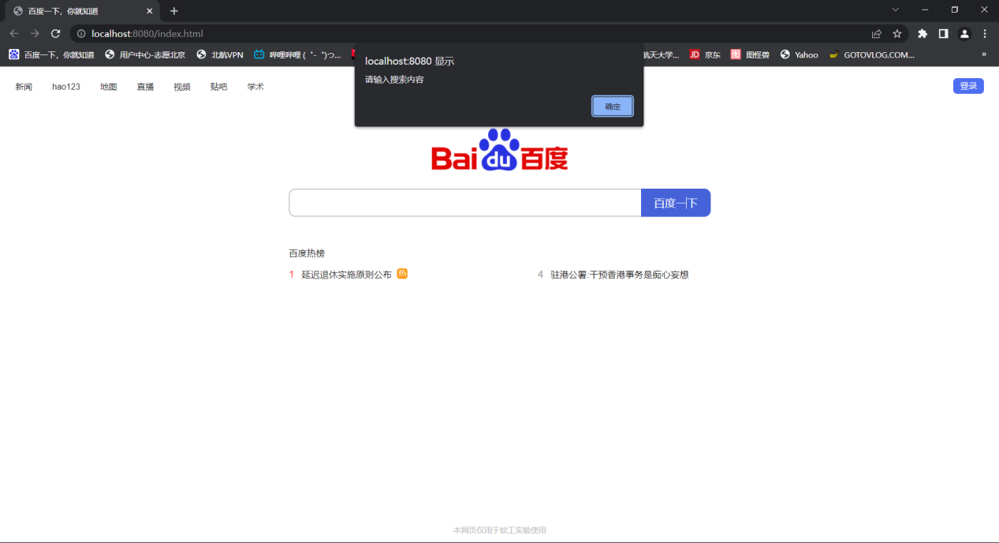 百度一下，你就知道
localhost:8080/index.html
百度一下，你就知道 用户中心-志愿北京 北航VPN 哔哩哔哩 ( ゜- ゜)つ... 航天大学... JD 京东 图 图怪兽 Yahoo GOTOVLOG.COM... »
localhost:8080 显示
请输入搜索内容
确定
新闻 hao123 地图 直播 视频 贴吧 学术 登录
Bai du 百度
百度一下
百度热榜
1 延迟退休实施原则公布 热 4 驻港公署:干预香港事务是痴心妄想
本网页仅用于软工实验使用